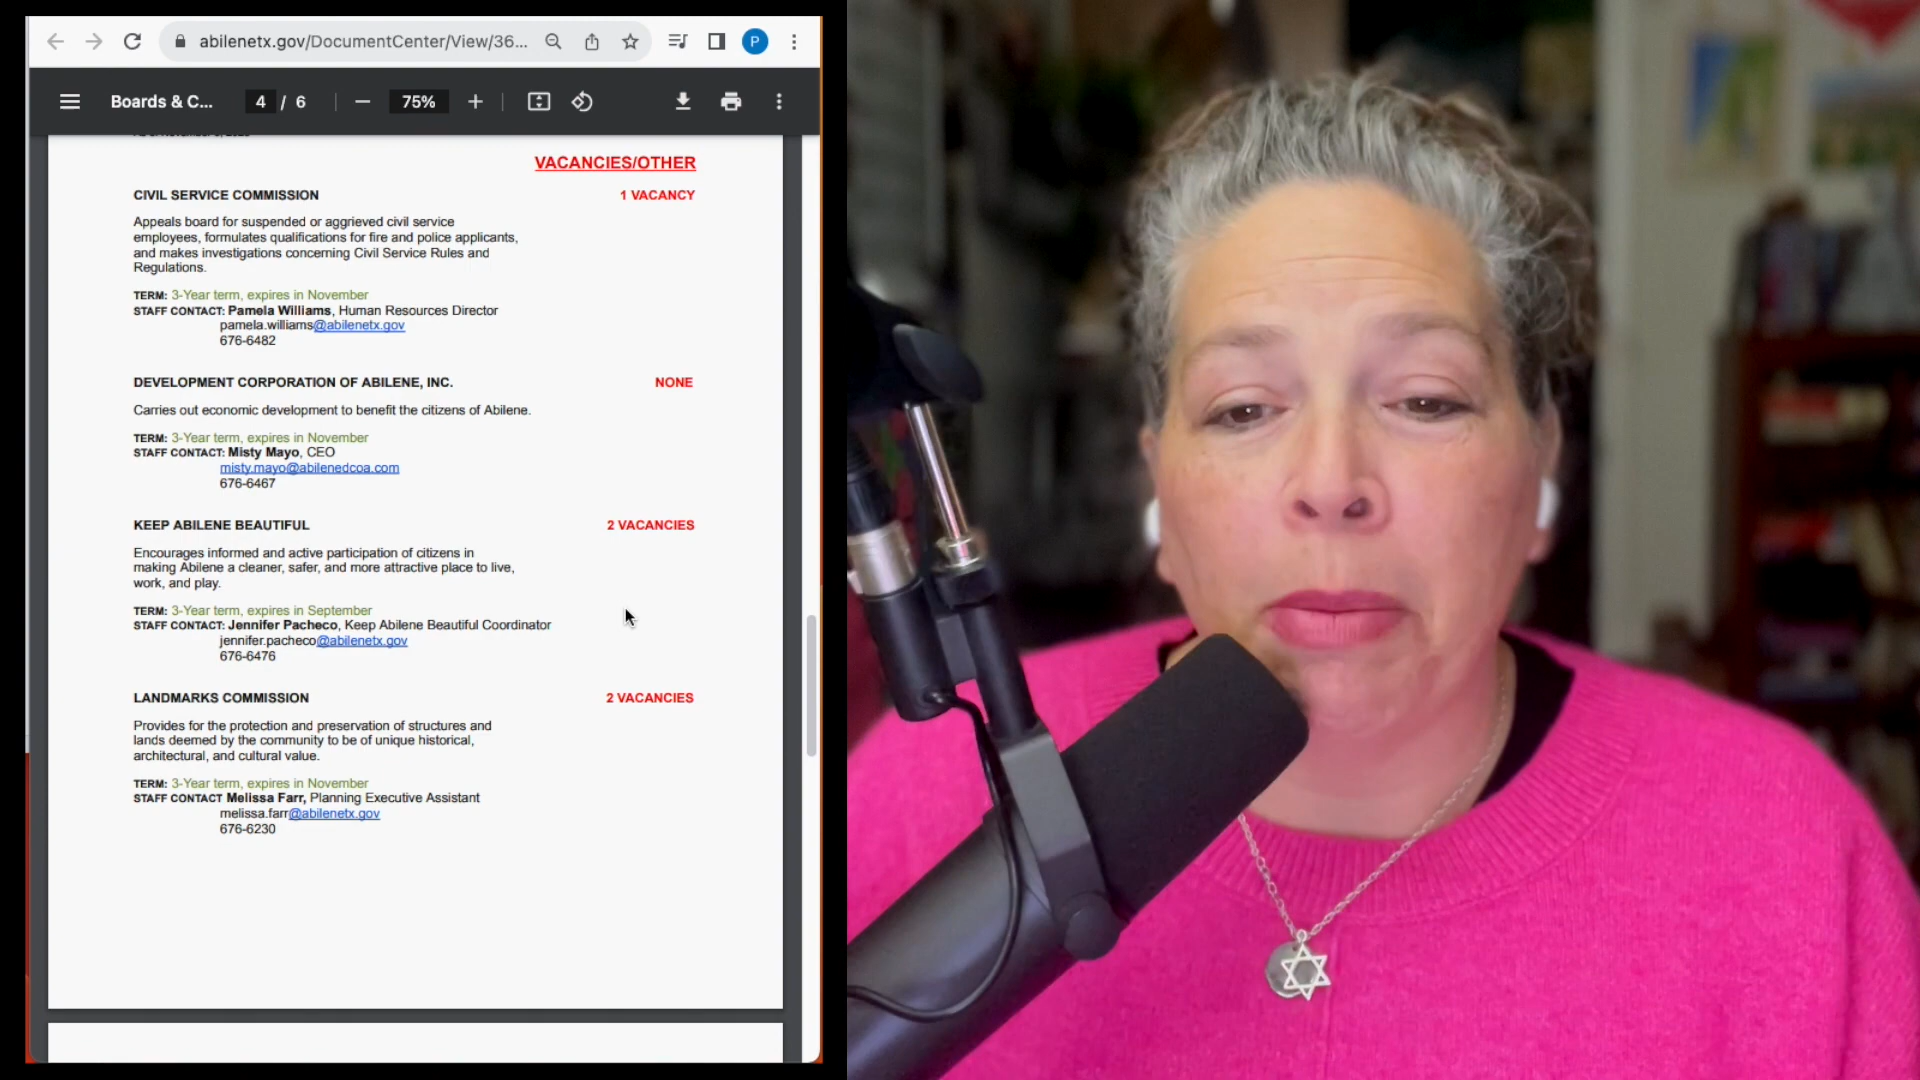 abilenetx.gov/DocumentCenter/View/36...
P
Boards & C...
4 / 6
75%
VACANCIES/OTHER
CIVIL SERVICE COMMISSION 1 VACANCY
Appeals board for suspended or aggrieved civil service
employees, formulates qualifications for fire and police applicants,
and makes investigations concerning Civil Service Rules and
Regulations.
TERM: 3-Year term, expires in November
STAFF CONTACT: Pamela Williams, Human Resources Director
pamela.williams@abilenetx.gov
676-6482
DEVELOPMENT CORPORATION OF ABILENE, INC. NONE
Carries out economic development to benefit the citizens of Abilene.
TERM: 3-Year term, expires in November
STAFF CONTACT: Misty Mayo, CEO
misty.mayo@abilenedcoa.com
676-6467
KEEP ABILENE BEAUTIFUL 2 VACANCIES
Encourages informed and active participation of citizens in
making Abilene a cleaner, safer, and more attractive place to live,
work, and play.
TERM: 3-Year term, expires in September
STAFF CONTACT: Jennifer Pacheco, Keep Abilene Beautiful Coordinator
jennifer.pacheco@abilenetx.gov
676-6476
LANDMARKS COMMISSION 2 VACANCIES
Provides for the protection and preservation of structures and
lands deemed by the community to be of unique historical,
architectural, and cultural value.
TERM: 3-Year term, expires in November
STAFF CONTACT Melissa Farr, Planning Executive Assistant
melissa.farr@abilenetx.gov
676-6230